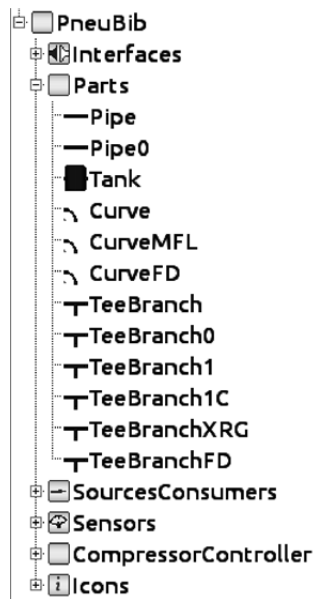 PneuBib
Interfaces
Parts
Pipe
Pipe0
Tank
Curve
CurveMFL
CurveFD
TeeBranch
TeeBranch0
TeeBranch1
TeeBranch1C
TeeBranchXRG
TeeBranchFD
SourcesConsumers
Sensors
CompressorController
Icons